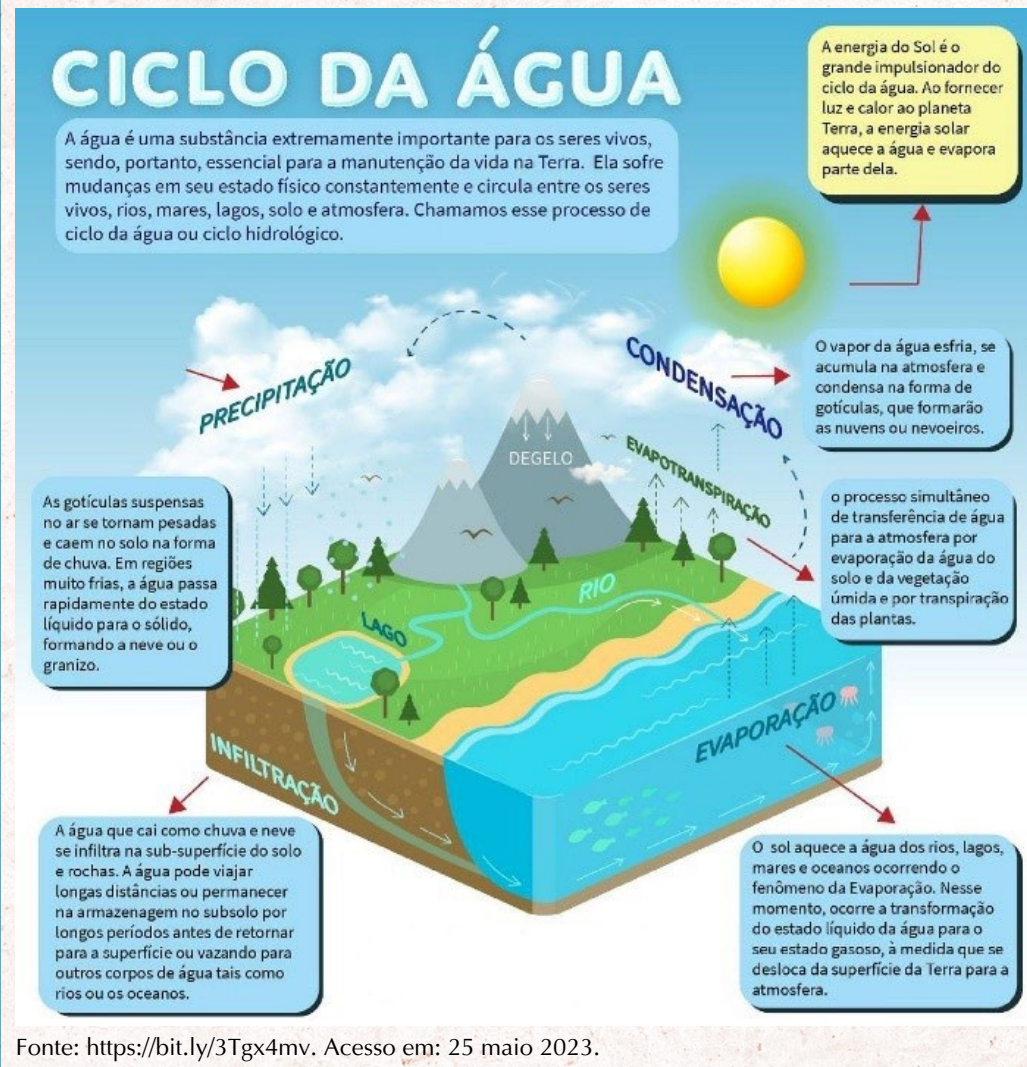 CICLO DA ÁGUA
A água é uma substância extremamente importante para os seres vivos,
sendo, portanto, essencial para a manutenção da vida na Terra. Ela sofre
mudanças em seu estado físico constantemente e circula entre os seres
vivos, rios, mares, lagos, solo e atmosfera. Chamamos esse processo de
ciclo da água ou ciclo hidrológico.
A energia do Sol é o
grande impulsionador do
ciclo da água. Ao fornecer
luz e calor ao planeta
Terra, a energia solar
aquece a água e evapora
parte dela.
CONDENSAÇÃO
O vapor da água esfria, se
acumula na atmosfera e
condensa na forma de
gotículas, que formarão
as nuvens ou nevoeiros.
PRECIPITAÇÃO
DEGELO
EVAPOTRANSPIRAÇÃO
As gotículas suspensas
no ar se tornam pesadas
e caem no solo na forma
de chuva. Em regiões
muito frias, a água passa
rapidamente do estado
líquido para o sólido,
formando a neve ou o
granizo.
o processo simultâneo
de transferência de água
para a atmosfera por
evaporação da água do
solo e da vegetação
úmida e por transpiração
das plantas.
RIO
LAGO
EVAPORAÇÃO
INFILTRAÇÃO
A água que cai como chuva e neve
se infiltra na sub-superfície do solo
e rochas. A água pode viajar
longas distâncias ou permanecer
na armazenagem no subsolo por
longos períodos antes de retornar
para a superfície ou vazando para
outros corpos de água tais como
rios ou os oceanos.
O sol aquece a água dos rios, lagos,
mares e oceanos ocorrendo o
fenômeno da Evaporação. Nesse
momento, ocorre a transformação
do estado líquido da água para o
seu estado gasoso, à medida que se
desloca da superfície da Terra para a
atmosfera.
Fonte: https://bit.ly/3Tgx4mv. Acesso em: 25 maio 2023.